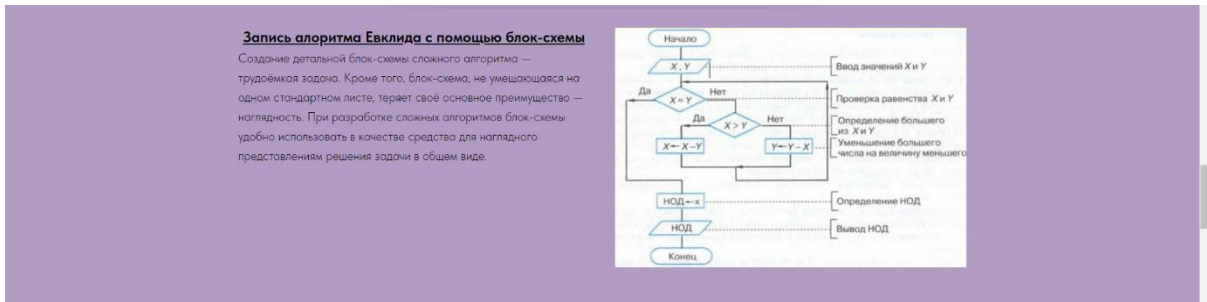 Запись алоритма Евклида с помощью блок-схемы
Создание детальной блок-схемы сложного алгоритма —
трудоёмкая задача. Кроме того, блок-схема, не умещающаяся на
одном стандартном листе, теряет своё основное преимущество —
наглядность. При разработке сложных алгоритмов блок-схемы
удобно использовать в качестве средства для наглядного
представлениям решения задачи в общем виде.
Начало
X, Y
Ввод значений X и Y
Да
X = Y
Нет
Проверка равенства X и Y
Да
X > Y
Нет
Определение большего
из X и Y
X ← X – Y
Y ← Y – X
Уменьшение большего
числа на величину меньшего
НОД ← x
Определение НОД
НОД
Вывод НОД
Конец